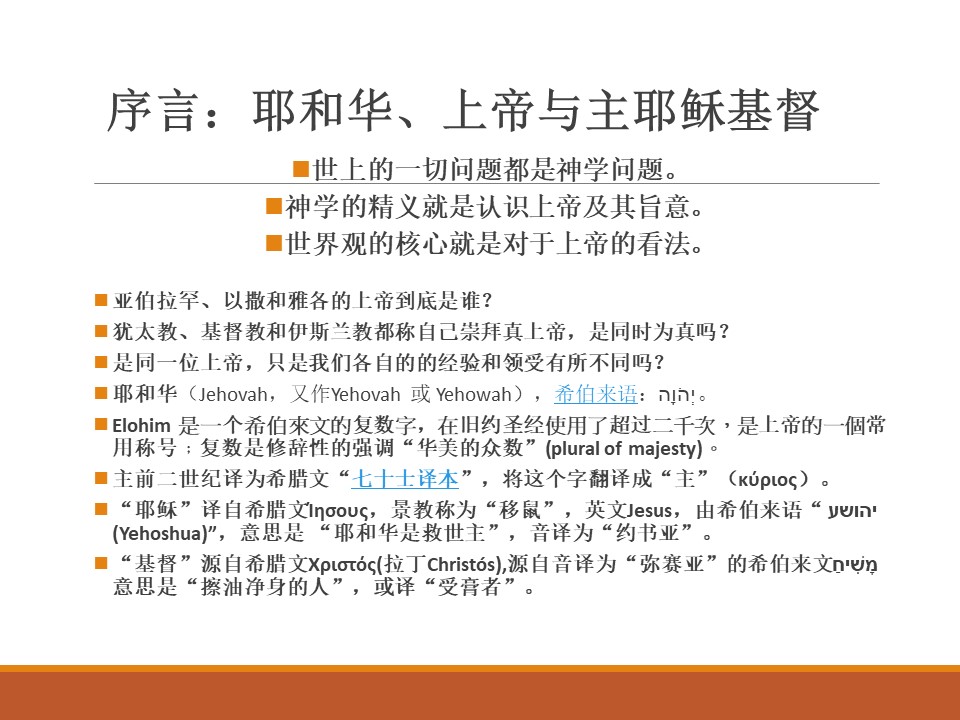 序言：耶和华、上帝与主耶稣基督
世上的一切问题都是神学问题。
神学的精义就是认识上帝及其旨意。
世界观的核心就是对于上帝的看法。
亚伯拉罕、以撒和雅各的上帝到底是谁？
犹太教、基督教和伊斯兰教都称自己崇拜真上帝，是同时为真吗？
是同一位上帝，只是我们各自的的经验和领受有所不同吗？
耶和华（Jehovah，又作Yehovah 或 Yehowah），希伯来语：יְהֹוָה。
Elohim 是一个希伯來文的复数字，在旧约圣经使用了超过二千次，是上帝的一個常
用称号﹔复数是修辞性的强调“华美的众数”(plural of majesty)。
主前二世纪译为希腊文“七十士译本”，将这个字翻译成“主”（κύριος）。
“耶稣”译自希腊文Ίησους，景教称为“移鼠”，英文Jesus，由希伯来语“ יהושע
(Yehoshua)”，意思是 “耶和华是救世主”，音译为“约书亚”。
“基督”源自希腊文Χριστός(拉丁Christós),源自音译为“弥赛亚”的希伯来文מָשִׁיחַ
意思是“擦油净身的人”，或译“受膏者”。